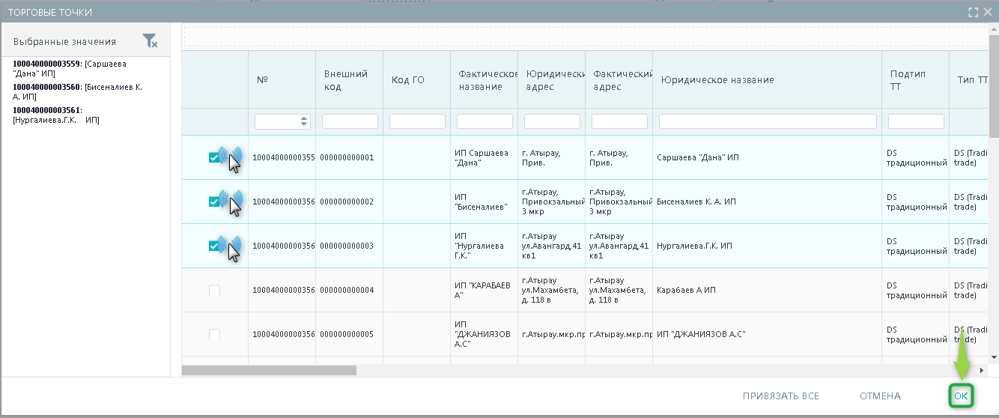 ТОРГОВЫЕ ТОЧКИ
Выбранные значения
100040000003559: [Саршаева
"Дана" ИП]
100040000003560: [Бисеналиев К.
А. ИП]
100040000003561:
[Нургалиева.Г.К. ИП]
№
Внешний
код
Код ГО
Фактическое
название
Юридический
адрес
Фактический
адрес
Юридическое название
Подтип
ТТ
Тип ТТ
10004000000355
000000000001
ИП Саршаева
"Дана"
г. Атырау,
Прив.
г. Атырау,
Прив.
Саршаева "Дана" ИП
DS
традиционный
DS (Tradi
trade)
10004000000356
000000000002
ИП
"Бисеналиев"
г.Атырау,
Привокзальный
3 мкр
г.Атырау,
Привокзальный
3 мкр
Бисеналиев К. А. ИП
DS
традиционный
DS (Tradi
trade)
10004000000356
000000000003
ИП
"Нургалиева
Г.К."
г.Атырау
ул.Авангард,41
кв1
г.Атырау
ул.Авангард,41
кв1
Нургалиева.Г.К. ИП
DS
традиционный
DS (Tradi
trade)
10004000000356
000000000004
ИП "КАРАБАЕВ
А"
г.Атырау
ул.Махамбета,
д. 118 в
г.Атырау
ул.Махамбета,
д. 118 в
Карабаев А ИП
DS
традиционный
DS (Tradi
trade)
10004000000356
000000000005
ИП
"ДЖАНИЯЗОВ
А.С"
г.Атырау.мкр.пр
г.Атырау.мкр.пр
ИП "ДЖАНИЯЗОВ А.С"
DS
традиционный
DS (Tradi
trade)
ПРИВЯЗАТЬ ВСЕ
ОТМЕНА
OK